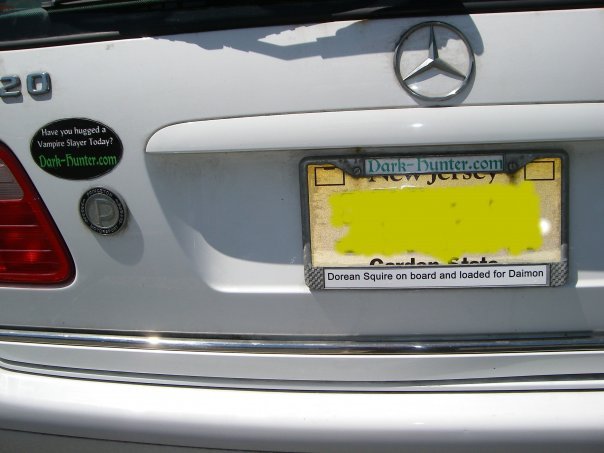 20
Have you hugged a
Vampire Slayer Today?
Dark-Hunter.com
P
Dark-Hunter.com
New Jersey
Garden State
Dorean Squire on board and loaded for Daimon